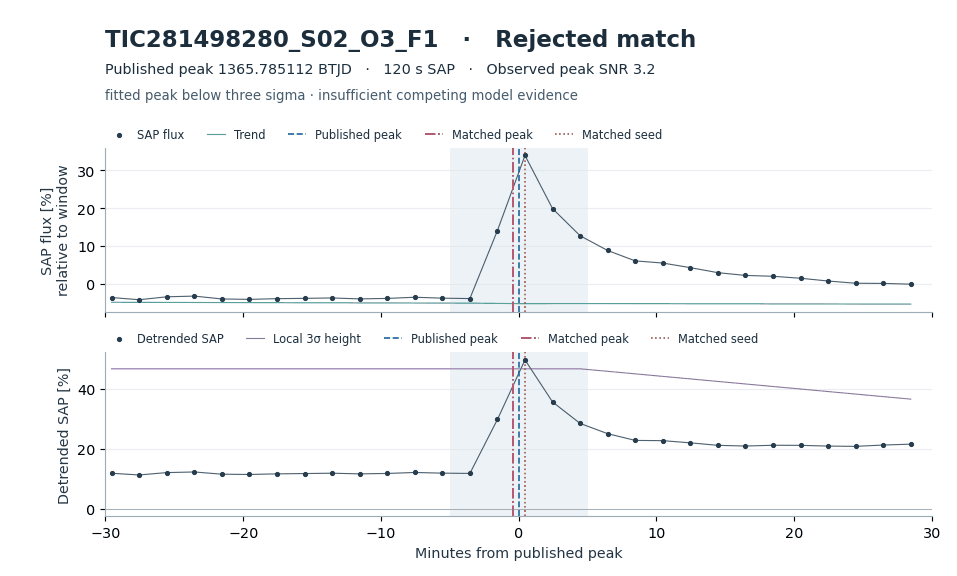 TIC281498280_S02_O3_F1 · Rejected match
Published peak 1365.785112 BTJD · 120 s SAP · Observed peak SNR 3.2
fitted peak below three sigma · insufficient competing model evidence
SAP flux Trend Published peak Matched peak Matched seed
SAP flux [%]
relative to window
30
20
10
0
Detrended SAP Local 3σ height Published peak Matched peak Matched seed
Detrended SAP [%]
40
20
0
−30 −20 −10 0 10 20 30
Minutes from published peak